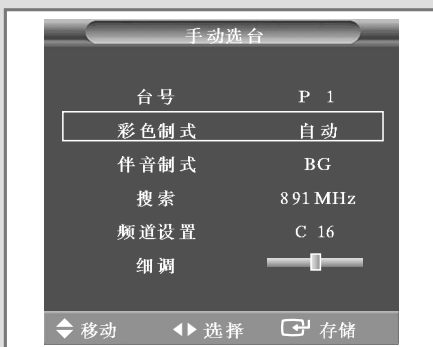 手动选台
台号 P 1
彩色制式 自动
伴音制式 BG
搜索 891MHz
频道设置 C 16
细调
移动 选择 存储